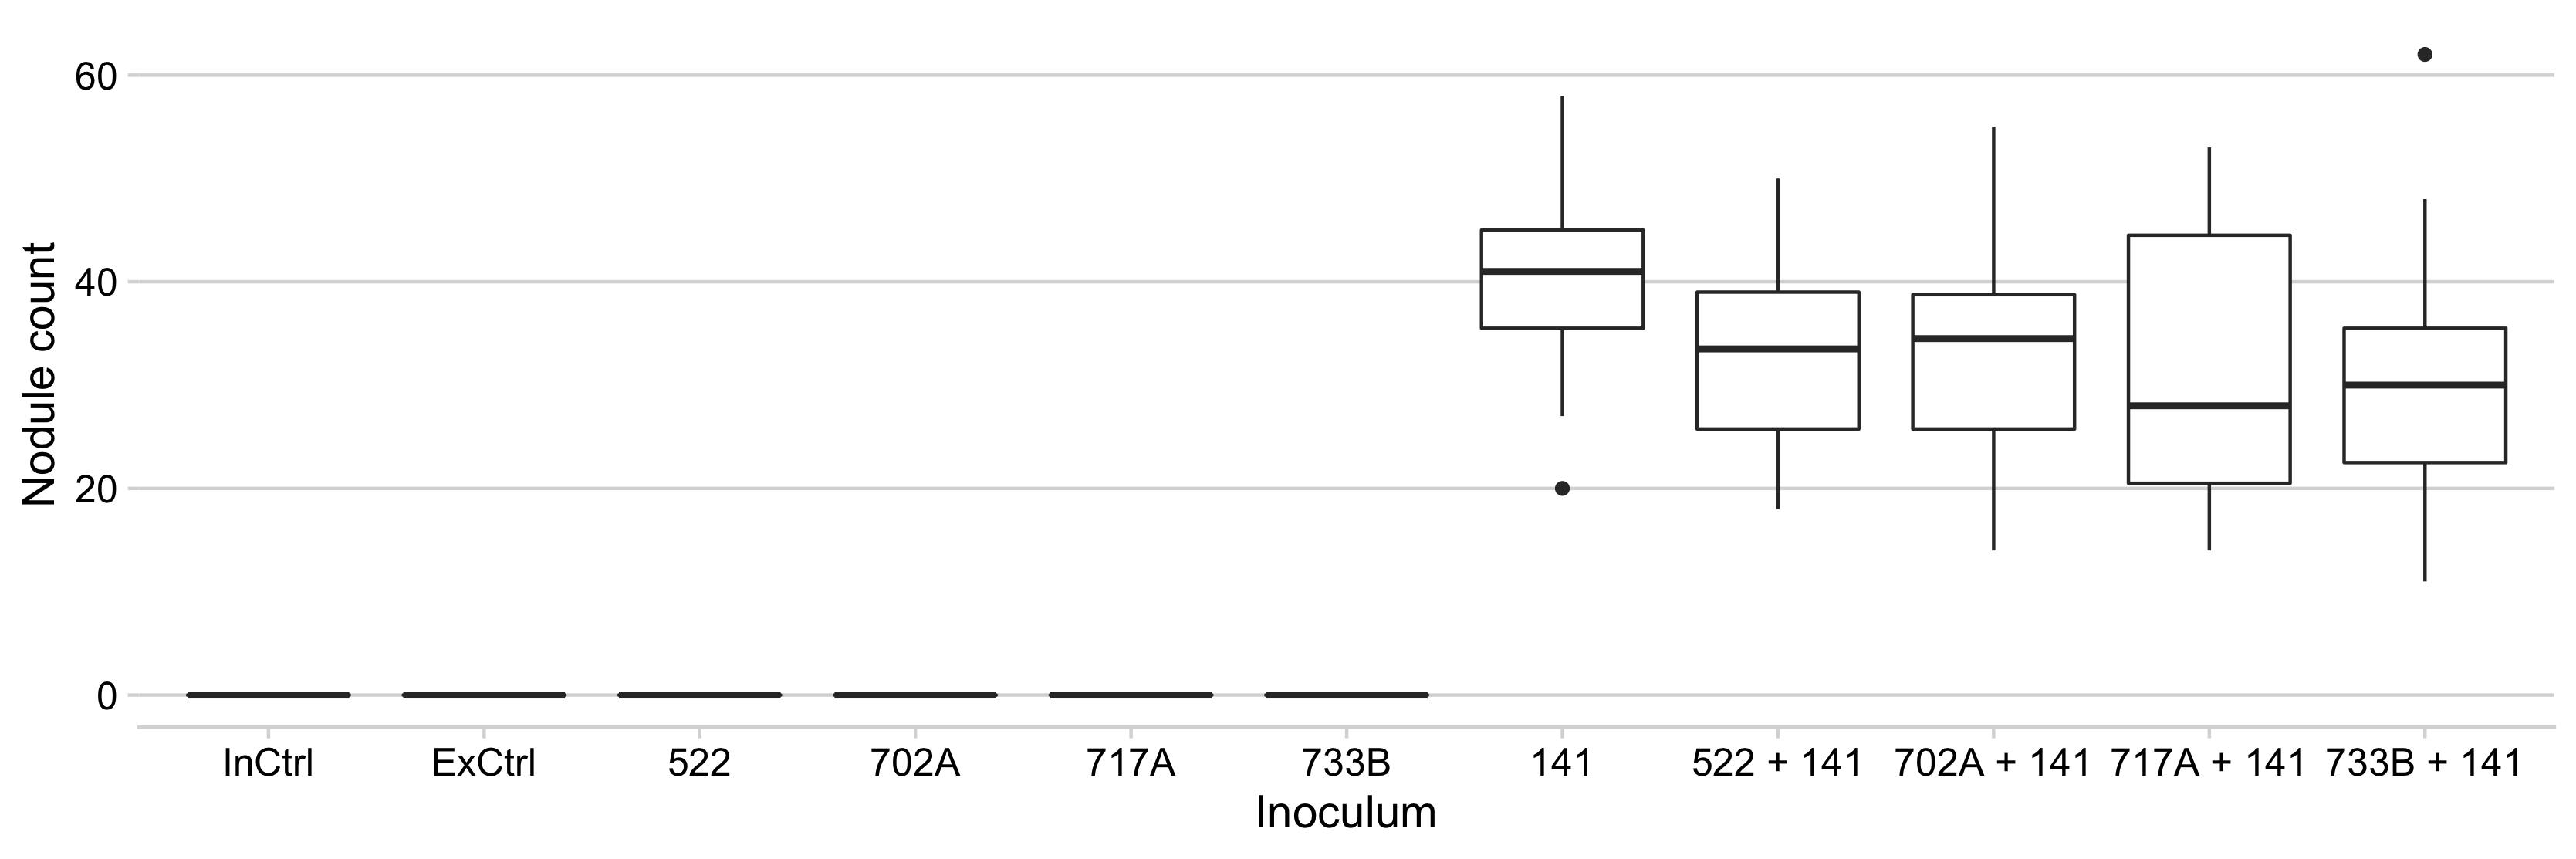 Nodule count
60
40
20
0
InCtrl ExCtrl 522 702A 717A 733B 141 522 + 141 702A + 141 717A + 141 733B + 141
Inoculum